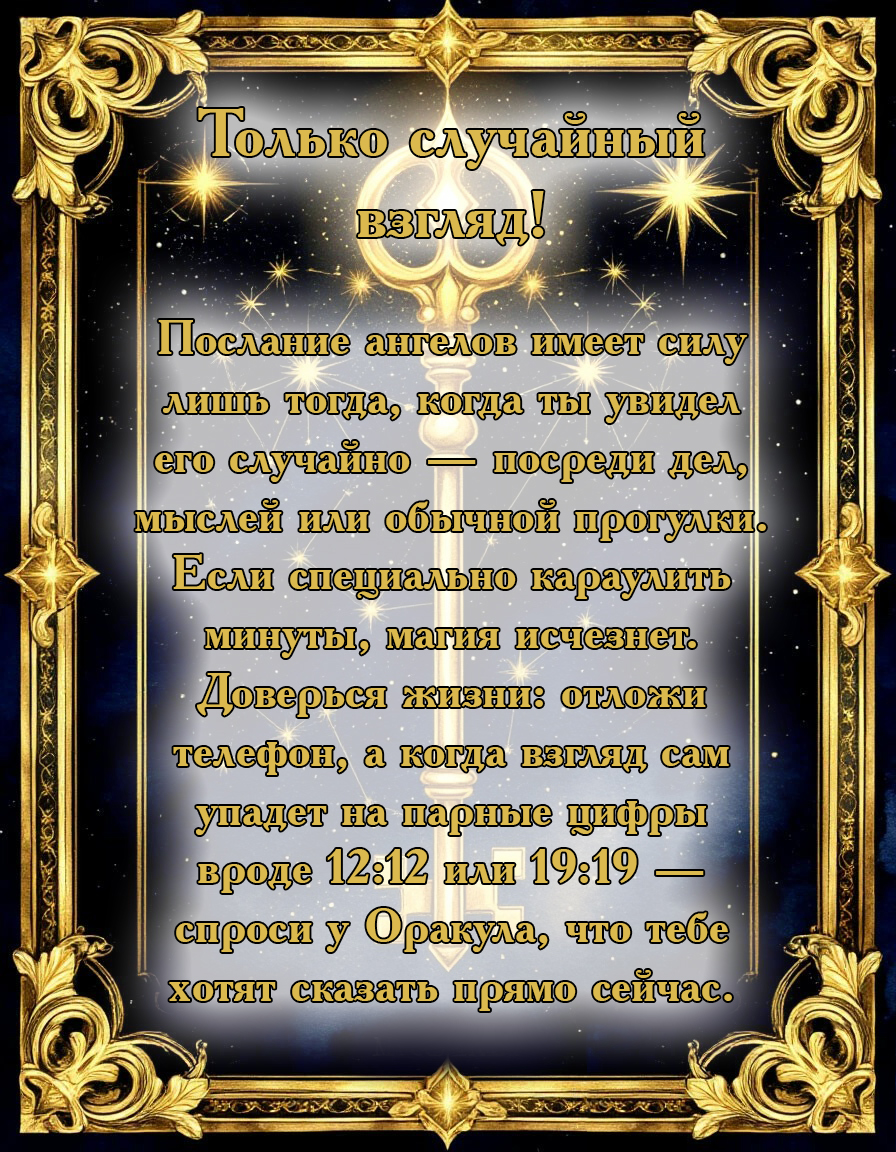 Только случайный
взгляд!
Послание ангелов имеет силу
лишь тогда, когда ты увидел
его случайно — посреди дел,
мыслей или обычной прогулки.
Если специально караулить
минуты, магия исчезнет.
Доверься жизни: отложи
телефон, а когда взгляд сам
упадет на парные цифры
вроде 12:12 или 19:19 —
спроси у Оракула, что тебе
хотят сказать прямо сейчас.